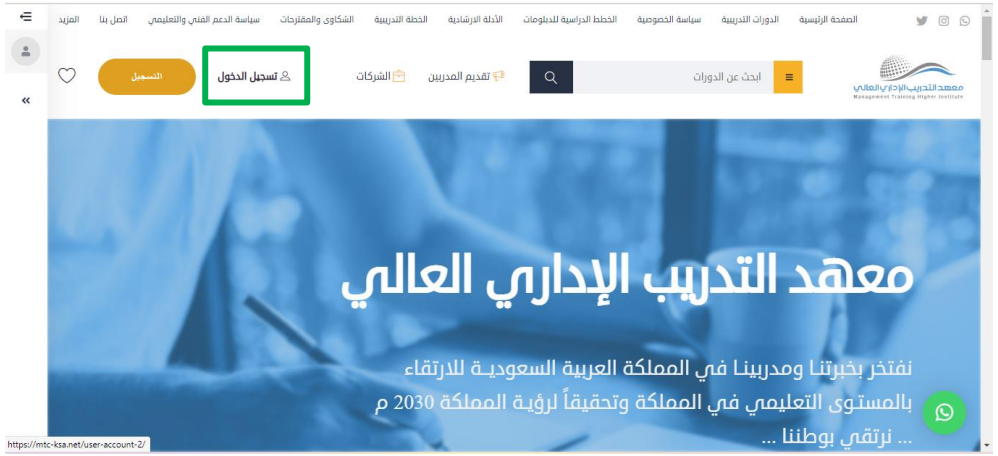 الصفحة الرئيسية الدورات التدريبية سياسة الخصوصية الخطط الدراسية للدبلومات الأدلة الارشادية الخطة التدريبية الشكاوى والمقترحات سياسة الدعم الفني والتعليمي اتصل بنا المزيد
معهد التدريب الإداري العالي
Management Training Higher Institute
ابحث عن الدورات
تقديم المدربين
الشركات
تسجيل الدخول
التسجيل
معهد التدريب الإداري العالي
نفتخر بخبرتنـا ومدربينـا في المملكة العربية السعوديـة للارتقاء
بالمستوى التعليمي في المملكة وتحقيقاً لرؤية المملكة 2030 م
... نرتقي بوطننا ...
https://mtc-ksa.net/user-account-2/